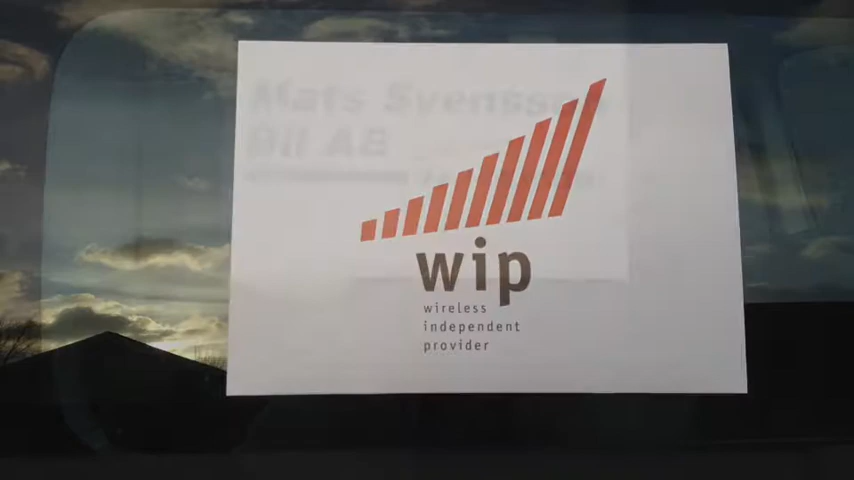 Mats Svensson
Bil AB
wip
wireless
independent
provider